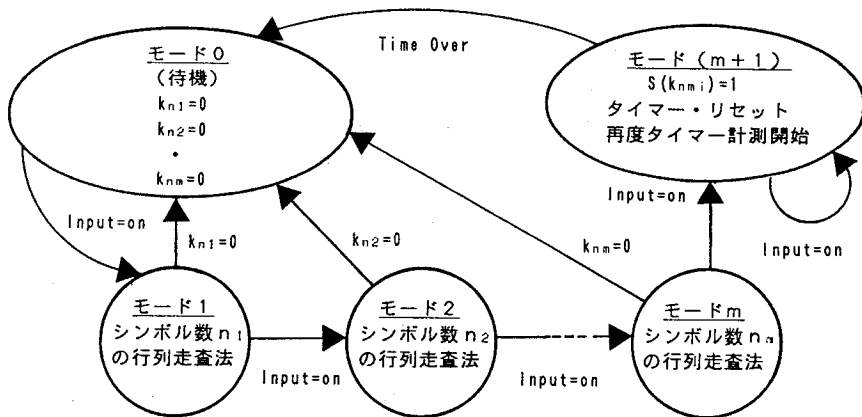 モード0
(待機)
kn1=0
kn2=0
・
knm=0
Time Over
モード(m+1)
S(knmi)=1
タイマー・リセット
再度タイマー計測開始
Input=on
kn1=0
kn2=0
knm=0
Input=on
Input=on
モード1
シンボル数n1
の行列走査法
Input=on
モード2
シンボル数n2
の行列走査法
Input=on
モードm
シンボル数nm
の行列走査法